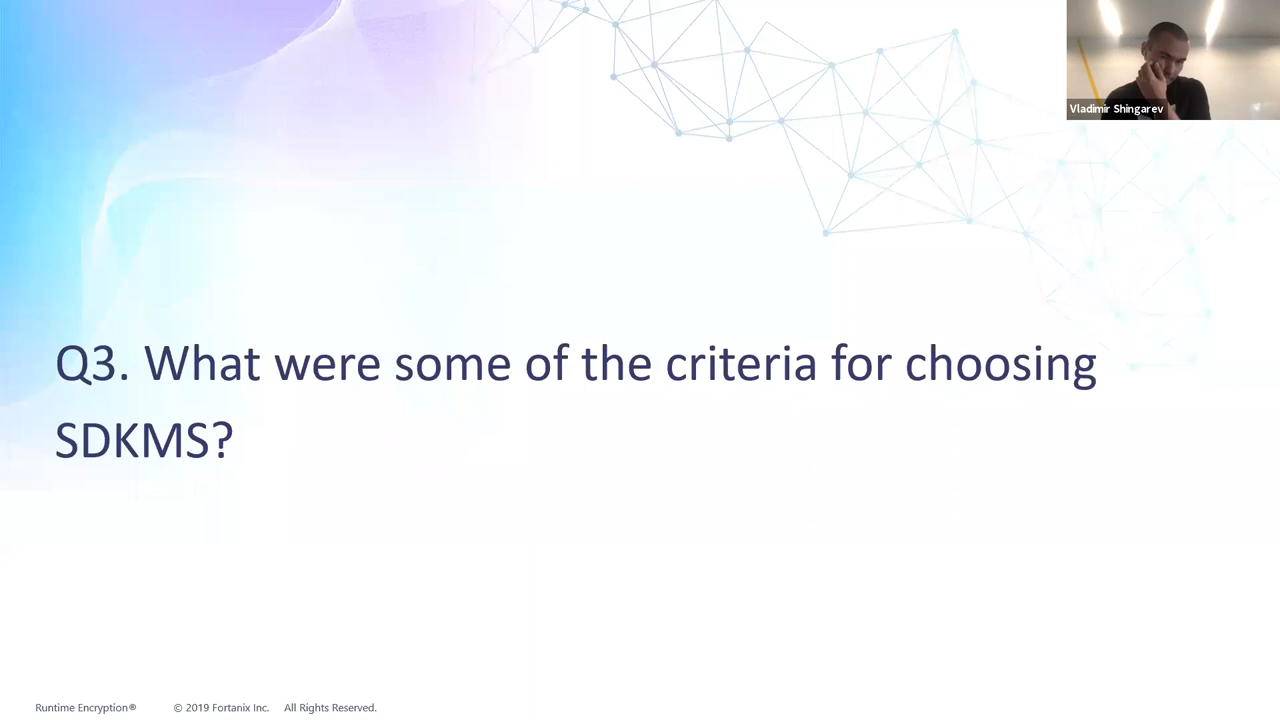 Vladimir Shingarev
Q3. What were some of the criteria for choosing
SDKMS?
Runtime Encryption® © 2019 Fortanix Inc. All Rights Reserved.